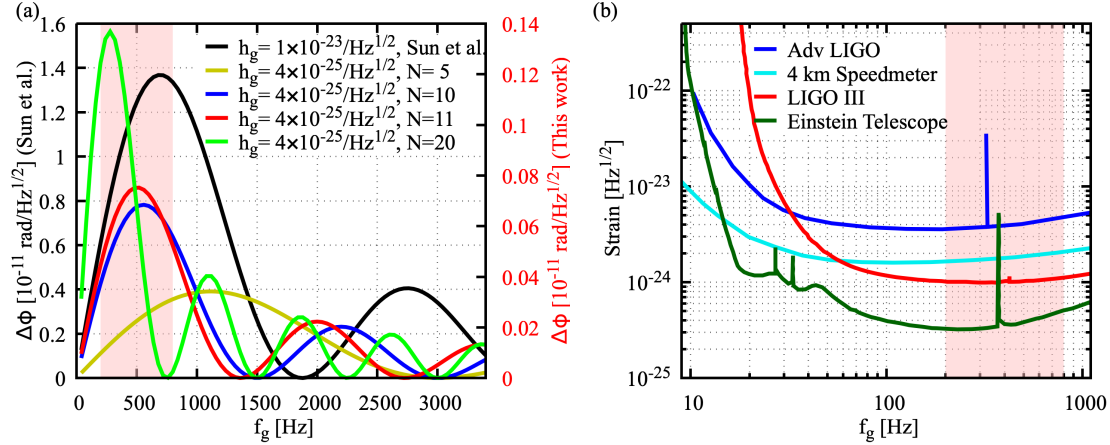 (a)
1.6
1.4
1.2
1
0.8
0.6
0.4
0.2
0
Δϕ [10⁻¹¹ rad/Hz^{1/2}] (Sun et al.)
h_g= 1×10^{-23}/Hz^{1/2}, Sun et al.
h_g= 4×10^{-25}/Hz^{1/2}, N= 5
h_g= 4×10^{-25}/Hz^{1/2}, N=10
h_g= 4×10^{-25}/Hz^{1/2}, N=11
h_g= 4×10^{-25}/Hz^{1/2}, N=20
0.14
0.12
0.1
0.08
0.06
0.04
0.02
0
Δϕ [10⁻¹¹ rad/Hz^{1/2}] (This work)
0 500 1000 1500 2000 2500 3000
f_g [Hz]
(b)
10^{-22}
10^{-23}
10^{-24}
10^{-25}
Strain [Hz^{1/2}]
Adv LIGO
4 km Speedmeter
LIGO III
Einstein Telescope
10 100 1000
f_g [Hz]